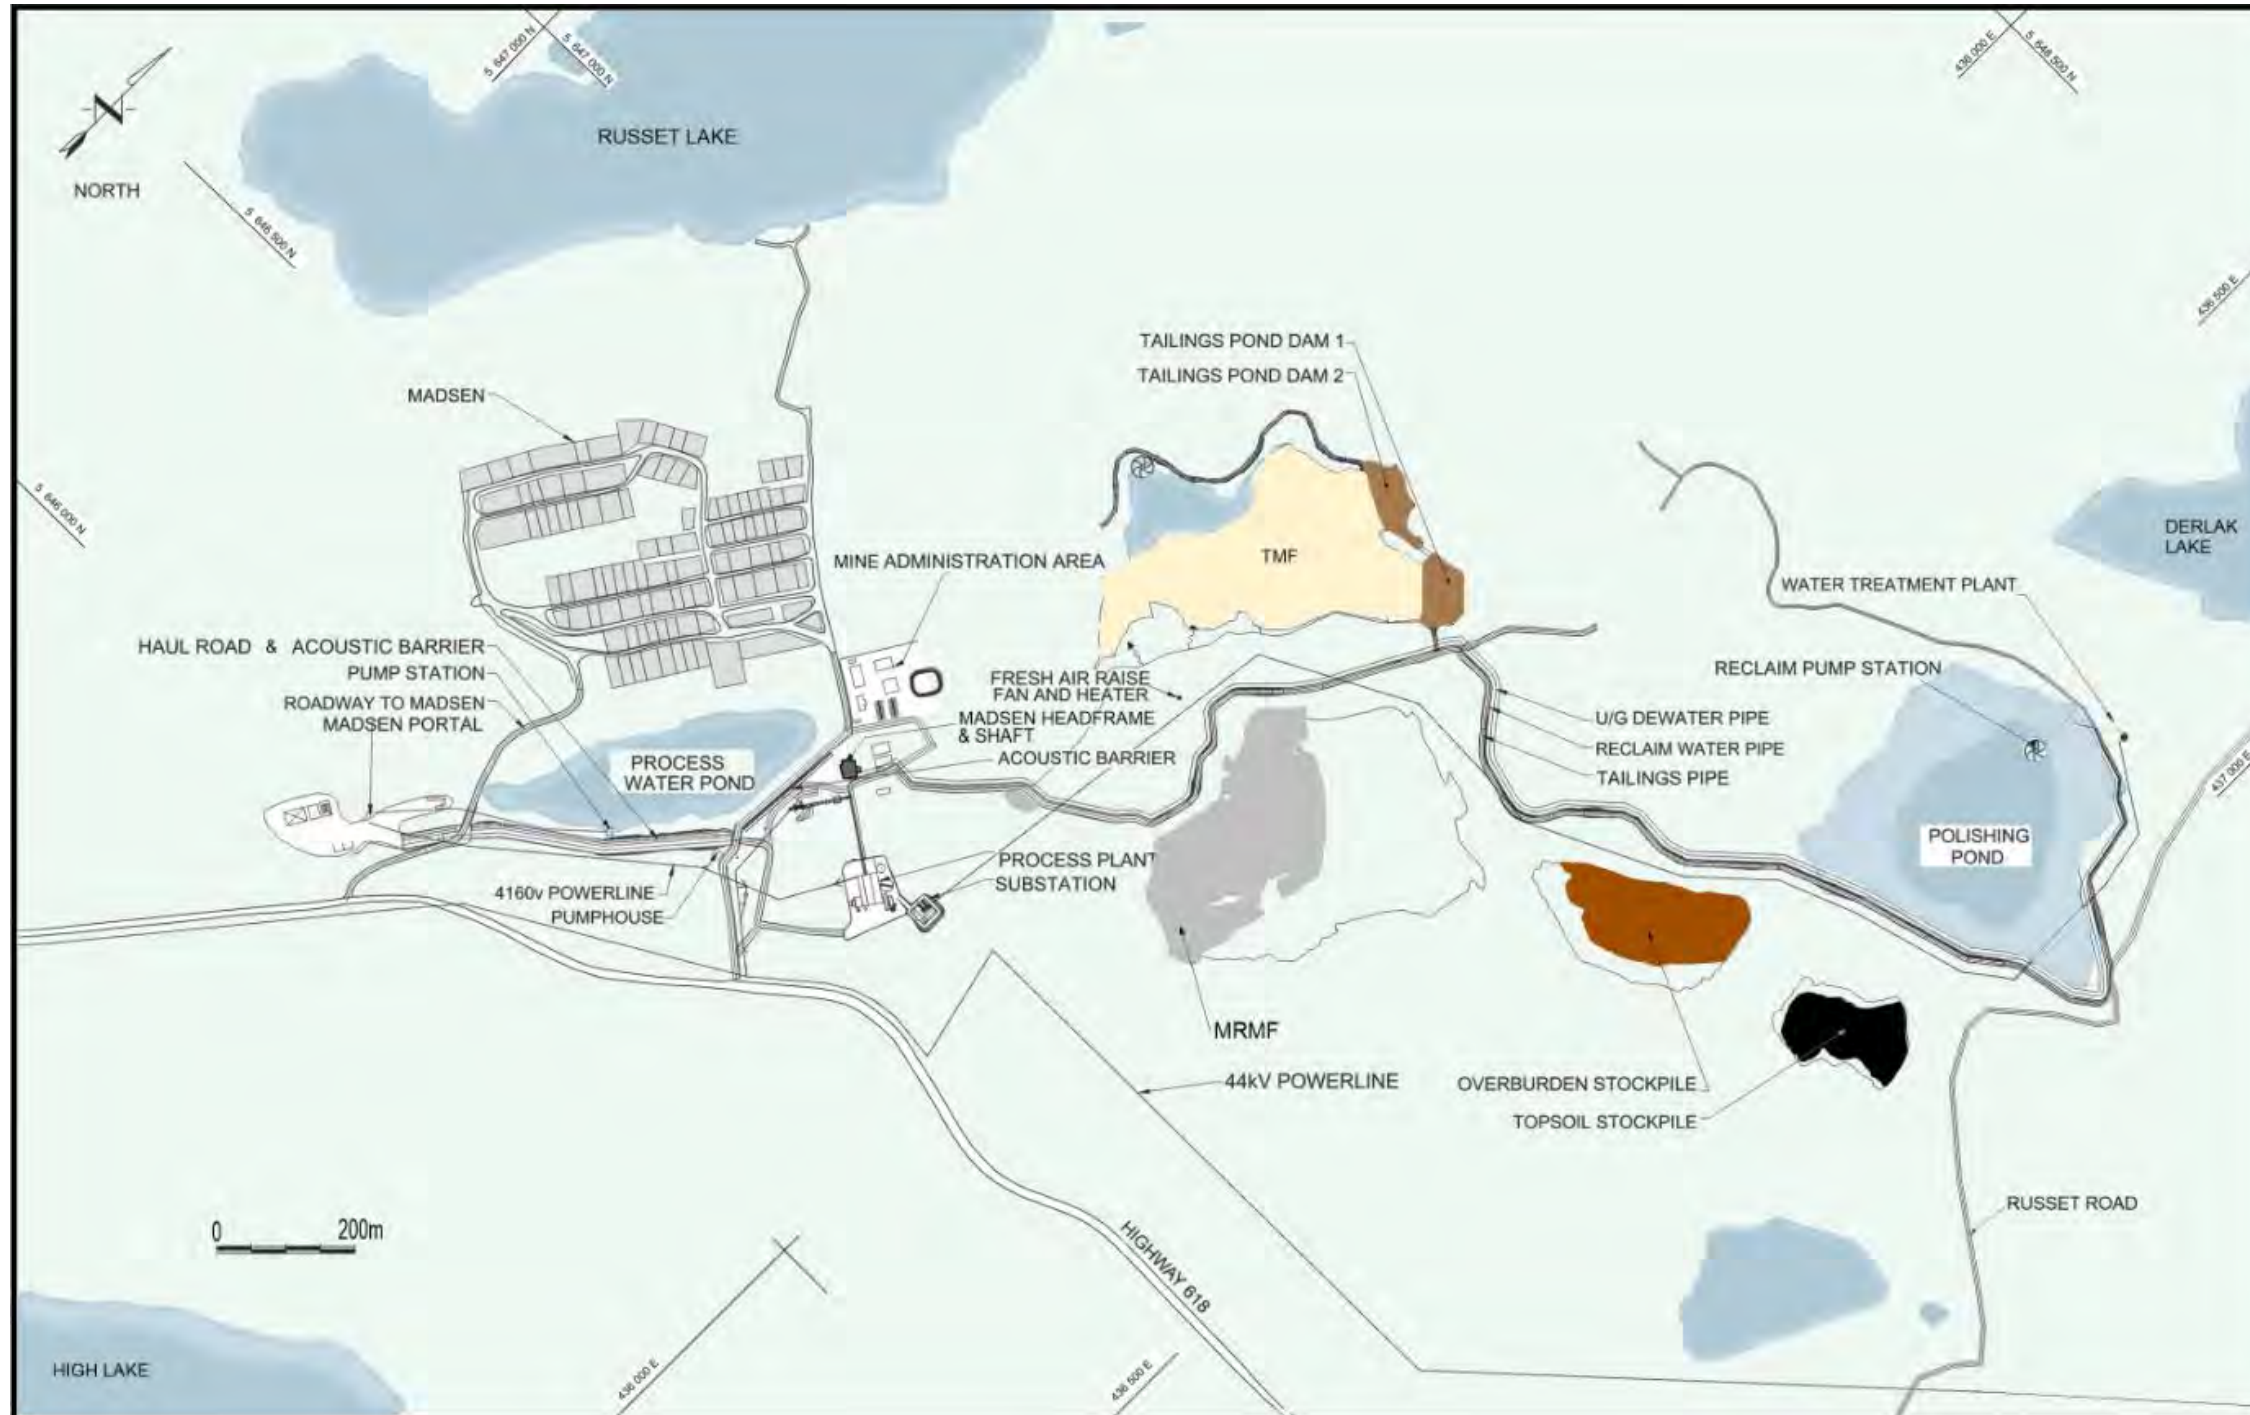 5 647 000 N
5 647 000 N
436 000 E
5 646 500 N
N
NORTH
RUSSET LAKE
5 646 500 N
436 500 E
TAILINGS POND DAM 1
TAILINGS POND DAM 2
MADSEN
5 646 000 N
DERLAK
LAKE
MINE ADMINISTRATION AREA
TMF
WATER TREATMENT PLANT
HAUL ROAD & ACOUSTIC BARRIER
PUMP STATION
ROADWAY TO MADSEN
MADSEN PORTAL
RECLAIM PUMP STATION
FRESH AIR RAISE
FAN AND HEATER
MADSEN HEADFRAME
& SHAFT
ACOUSTIC BARRIER
U/G DEWATER PIPE
RECLAIM WATER PIPE
TAILINGS PIPE
PROCESS
WATER POND
437 000 E
POLISHING
POND
PROCESS PLANT
SUBSTATION
4160v POWERLINE
PUMPHOUSE
MRMF
44kV POWERLINE
OVERBURDEN STOCKPILE
TOPSOIL STOCKPILE
RUSSET ROAD
0 200m
HIGHWAY 618
HIGH LAKE
436 000 E
436 500 E